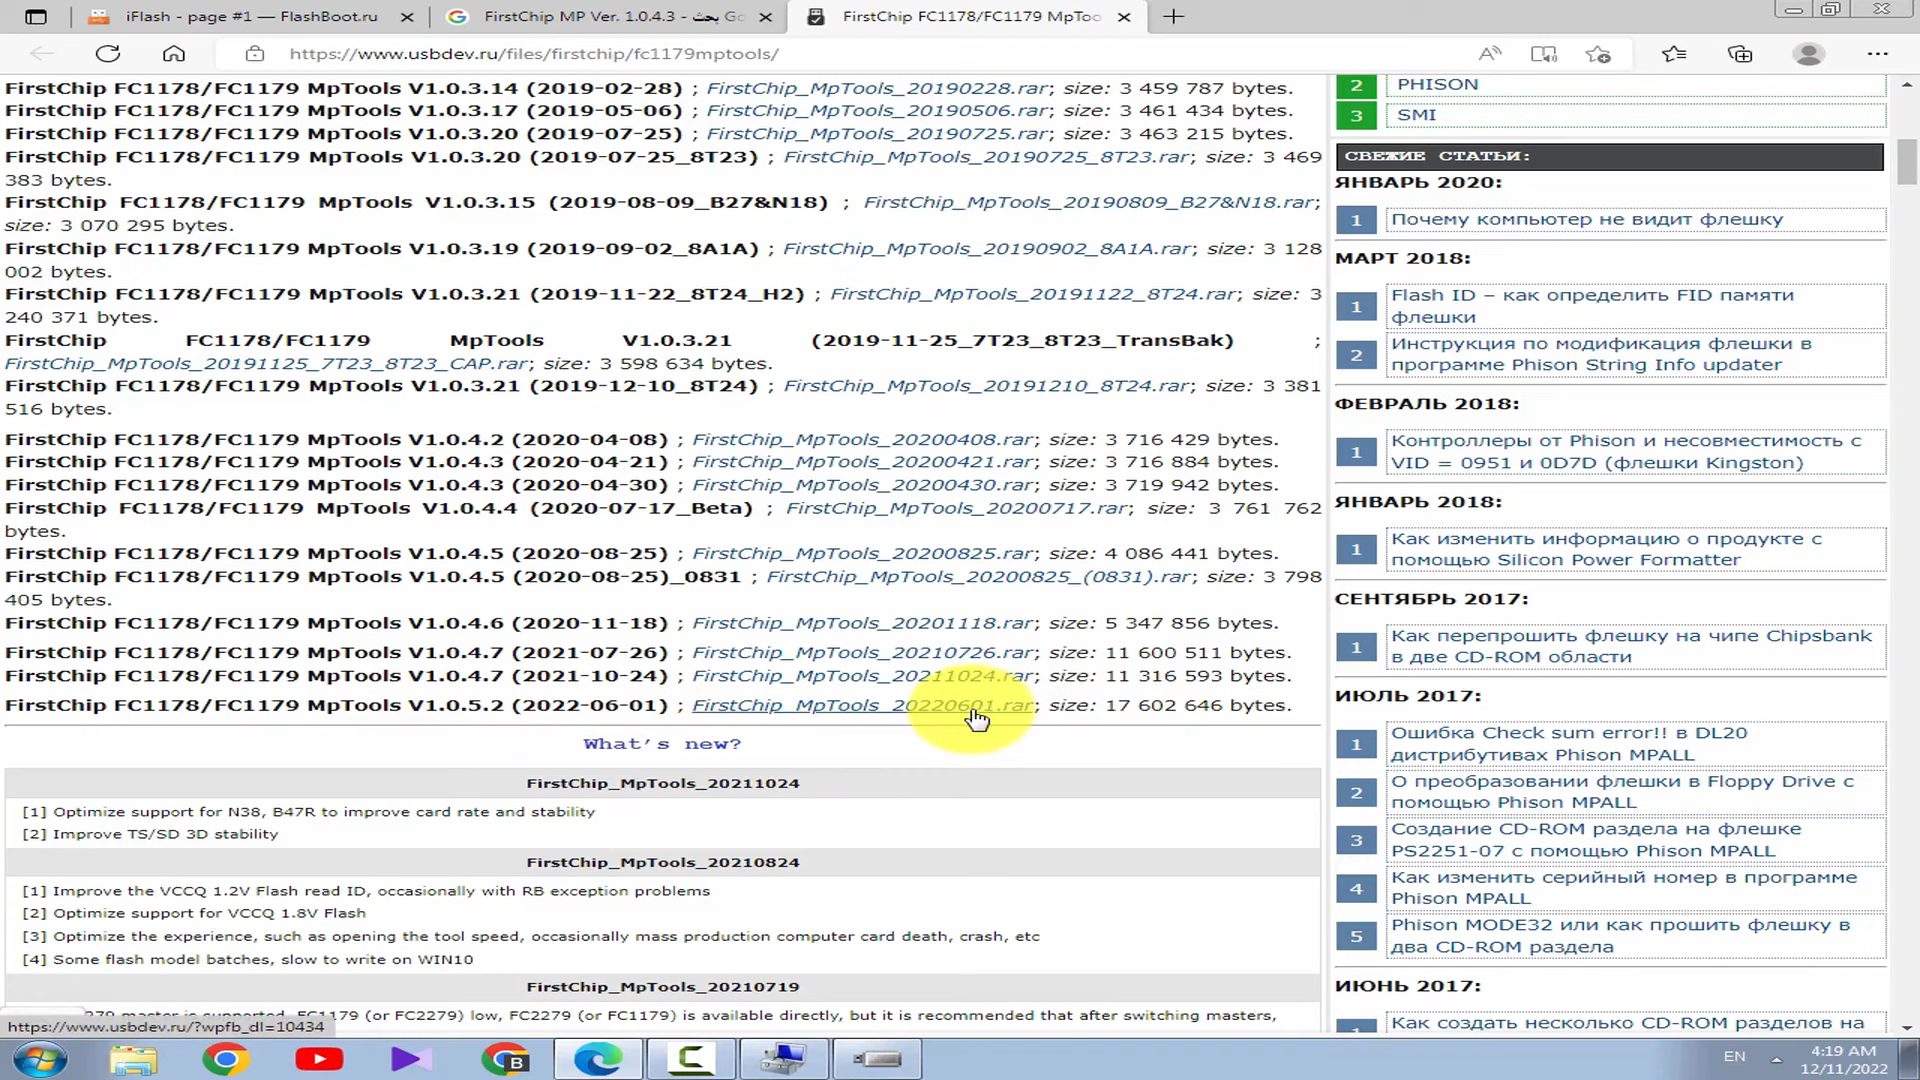 iFlash - page #1 — FlashBoot.ru
FirstChip MP Ver. 1.0.4.3 - بحث Go
FirstChip FC1178/FC1179 MpToo
https://www.usbdev.ru/files/firstchip/fc1179mptools/
FirstChip FC1178/FC1179 MpTools V1.0.3.14 (2019-02-28) ; FirstChip_MpTools_20190228.rar; size: 3 459 787 bytes.
FirstChip FC1178/FC1179 MpTools V1.0.3.17 (2019-05-06) ; FirstChip_MpTools_20190506.rar; size: 3 461 434 bytes.
FirstChip FC1178/FC1179 MpTools V1.0.3.20 (2019-07-25) ; FirstChip_MpTools_20190725.rar; size: 3 463 215 bytes.
FirstChip FC1178/FC1179 MpTools V1.0.3.20 (2019-07-25_8T23) ; FirstChip_MpTools_20190725_8T23.rar; size: 3 469
383 bytes.
FirstChip FC1178/FC1179 MpTools V1.0.3.15 (2019-08-09_B27&N18) ; FirstChip_MpTools_20190809_B27&N18.rar;
size: 3 070 295 bytes.
FirstChip FC1178/FC1179 MpTools V1.0.3.19 (2019-09-02_8A1A) ; FirstChip_MpTools_20190902_8A1A.rar; size: 3 128
002 bytes.
FirstChip FC1178/FC1179 MpTools V1.0.3.21 (2019-11-22_8T24_H2) ; FirstChip_MpTools_20191122_8T24.rar; size: 3
240 371 bytes.
FirstChip FC1178/FC1179 MpTools V1.0.3.21 (2019-11-25_7T23_8T23_TransBak) ;
FirstChip_MpTools_20191125_7T23_8T23_CAP.rar; size: 3 598 634 bytes.
FirstChip FC1178/FC1179 MpTools V1.0.3.21 (2019-12-10_8T24) ; FirstChip_MpTools_20191210_8T24.rar; size: 3 381
516 bytes.
FirstChip FC1178/FC1179 MpTools V1.0.4.2 (2020-04-08) ; FirstChip_MpTools_20200408.rar; size: 3 716 429 bytes.
FirstChip FC1178/FC1179 MpTools V1.0.4.3 (2020-04-21) ; FirstChip_MpTools_20200421.rar; size: 3 716 884 bytes.
FirstChip FC1178/FC1179 MpTools V1.0.4.3 (2020-04-30) ; FirstChip_MpTools_20200430.rar; size: 3 719 942 bytes.
FirstChip FC1178/FC1179 MpTools V1.0.4.4 (2020-07-17_Beta) ; FirstChip_MpTools_20200717.rar; size: 3 761 762
bytes.
FirstChip FC1178/FC1179 MpTools V1.0.4.5 (2020-08-25) ; FirstChip_MpTools_20200825.rar; size: 4 086 441 bytes.
FirstChip FC1178/FC1179 MpTools V1.0.4.5 (2020-08-25)_0831 ; FirstChip_MpTools_20200825_(0831).rar; size: 3 798
405 bytes.
FirstChip FC1178/FC1179 MpTools V1.0.4.6 (2020-11-18) ; FirstChip_MpTools_20201118.rar; size: 5 347 856 bytes.
FirstChip FC1178/FC1179 MpTools V1.0.4.7 (2021-07-26) ; FirstChip_MpTools_20210726.rar; size: 11 600 511 bytes.
FirstChip FC1178/FC1179 MpTools V1.0.4.7 (2021-10-24) ; FirstChip_MpTools_20211024.rar; size: 11 316 593 bytes.
FirstChip FC1178/FC1179 MpTools V1.0.5.2 (2022-06-01) ; FirstChip_MpTools_20220601.rar; size: 17 602 646 bytes.
What's new?
FirstChip_MpTools_20211024
[1] Optimize support for N38, B47R to improve card rate and stability
[2] Improve TS/SD 3D stability
FirstChip_MpTools_20210824
[1] Improve the VCCQ 1.2V Flash read ID, occasionally with RB exception problems
[2] Optimize support for VCCQ 1.8V Flash
[3] Optimize the experience, such as opening the tool speed, occasionally mass production computer card death, crash, etc
[4] Some flash model batches, slow to write on WIN10
FirstChip_MpTools_20210719
279 master is supported, FC1179 (or FC2279) low, FC2279 (or FC1179) is available directly, but it is recommended that after switching masters,
https://www.usbdev.ru/?wpfb_dl=10434
2 PHISON
3 SMI
СВЕЖИЕ СТАТЬИ:
ЯНВАРЬ 2020:
1 Почему компьютер не видит флешку
МАРТ 2018:
1 Flash ID – как определить FID памяти
флешки
2 Инструкция по модификация флешки в
программе Phison String Info updater
ФЕВРАЛЬ 2018:
1 Контроллеры от Phison и несовместимость с
VID = 0951 и 0D7D (флешки Kingston)
ЯНВАРЬ 2018:
1 Как изменить информацию о продукте с
помощью Silicon Power Formatter
СЕНТЯБРЬ 2017:
1 Как перепрошить флешку на чипе Chipsbank
в две CD-ROM области
ИЮЛЬ 2017:
1 Ошибка Check sum error!! в DL20
дистрибутивах Phison MPALL
2 О преобразовании флешки в Floppy Drive с
помощью Phison MPALL
3 Создание CD-ROM раздела на флешке
PS2251-07 с помощью Phison MPALL
4 Как изменить серийный номер в программе
Phison MPALL
5 Phison MODE32 или как прошить флешку в
два CD-ROM раздела
ИЮНЬ 2017:
1 Как создать несколько CD-ROM разделов на
EN
4:19 AM
12/11/2022